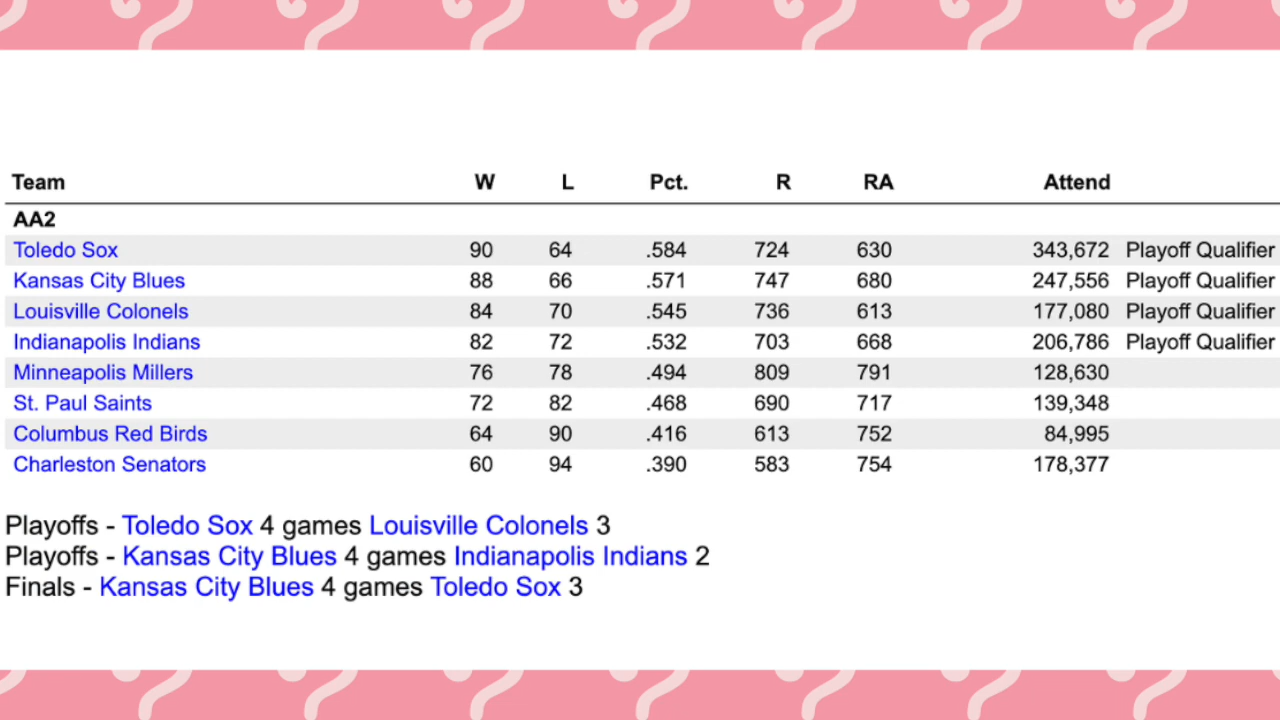 Team W L Pct. R RA Attend
AA2
Toledo Sox 90 64 .584 724 630 343,672 Playoff Qualifier
Kansas City Blues 88 66 .571 747 680 247,556 Playoff Qualifier
Louisville Colonels 84 70 .545 736 613 177,080 Playoff Qualifier
Indianapolis Indians 82 72 .532 703 668 206,786 Playoff Qualifier
Minneapolis Millers 76 78 .494 809 791 128,630
St. Paul Saints 72 82 .468 690 717 139,348
Columbus Red Birds 64 90 .416 613 752 84,995
Charleston Senators 60 94 .390 583 754 178,377
Playoffs - Toledo Sox 4 games Louisville Colonels 3
Playoffs - Kansas City Blues 4 games Indianapolis Indians 2
Finals - Kansas City Blues 4 games Toledo Sox 3